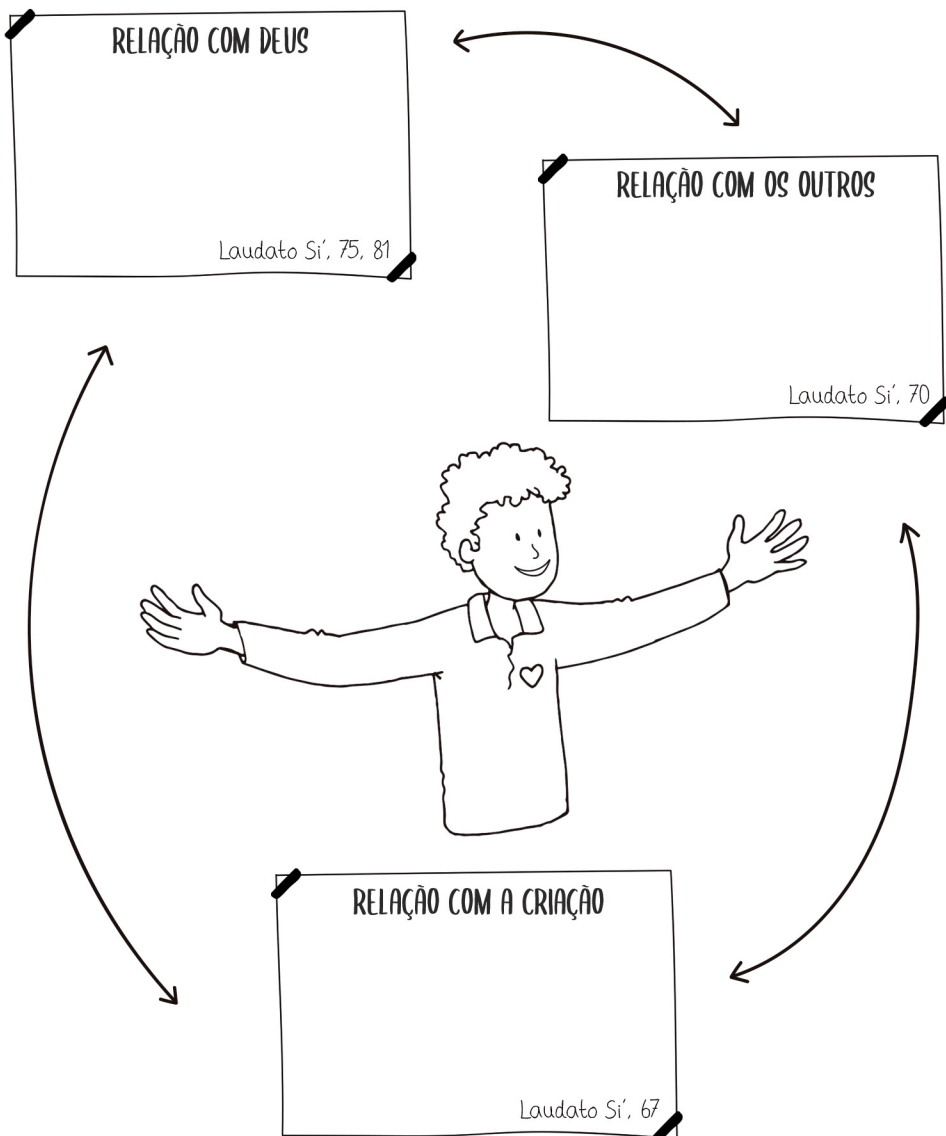 RELAÇÃO COM DEUS
Laudato Si´, 75, 81
RELAÇÃO COM OS OUTROS
Laudato Si´, 70
RELAÇÃO COM A CRIAÇÃO
Laudato Si´, 67